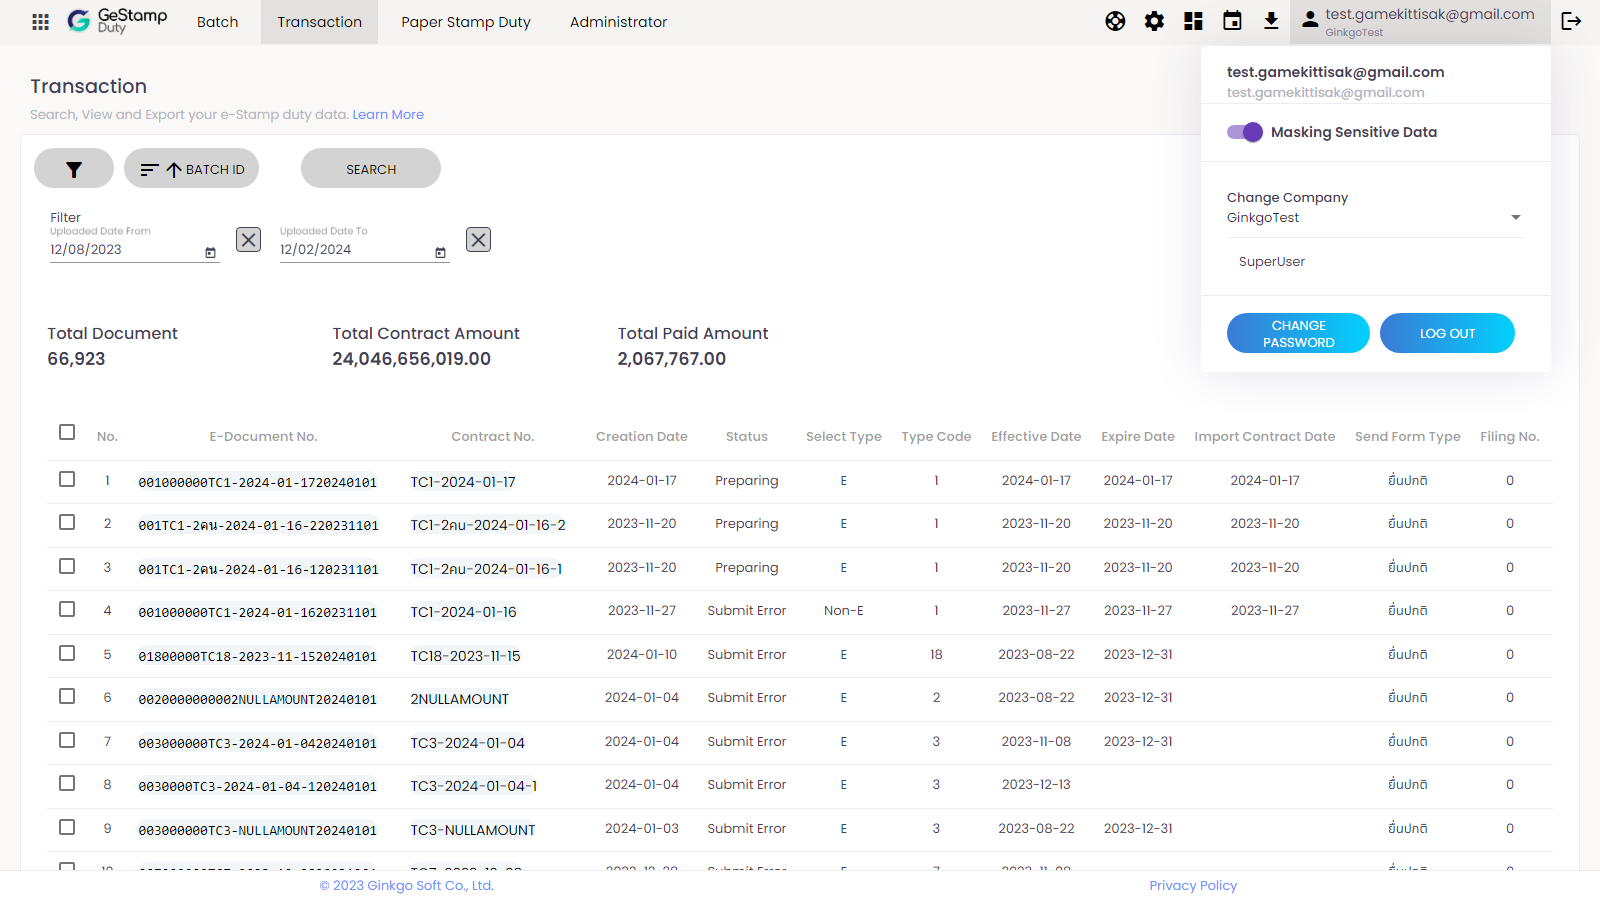 GeStamp
Duty
Batch
Transaction
Paper Stamp Duty
Administrator
test.gamekittisak@gmail.com
GinkgoTest
test.gamekittisak@gmail.com
test.gamekittisak@gmail.com
Masking Sensitive Data
Change Company
GinkgoTest
SuperUser
CHANGE
PASSWORD
LOG OUT
Transaction
Search, View and Export your e-Stamp duty data. Learn More
BATCH ID
SEARCH
Filter
Uploaded Date From
12/08/2023
Uploaded Date To
12/02/2024
Total Document
66,923
Total Contract Amount
24,046,656,019.00
Total Paid Amount
2,067,767.00
No. E-Document No. Contract No. Creation Date Status Select Type Type Code Effective Date Expire Date Import Contract Date Send Form Type Filing No.
1 001000000TC1-2024-01-1720240101 TC1-2024-01-17 2024-01-17 Preparing E 1 2024-01-17 2024-01-17 2024-01-17 ยื่นปกติ 0
2 001TC1-2คน-2024-01-16-220231101 TC1-2คน-2024-01-16-2 2023-11-20 Preparing E 1 2023-11-20 2023-11-20 2023-11-20 ยื่นปกติ 0
3 001TC1-2คน-2024-01-16-120231101 TC1-2คน-2024-01-16-1 2023-11-20 Preparing E 1 2023-11-20 2023-11-20 2023-11-20 ยื่นปกติ 0
4 001000000TC1-2024-01-1620231101 TC1-2024-01-16 2023-11-27 Submit Error Non-E 1 2023-11-27 2023-11-27 2023-11-27 ยื่นปกติ 0
5 01800000TC18-2023-11-1520240101 TC18-2023-11-15 2024-01-10 Submit Error E 18 2023-08-22 2023-12-31 ยื่นปกติ 0
6 0020000000002NULLAMOUNT20240101 2NULLAMOUNT 2024-01-04 Submit Error E 2 2023-08-22 2023-12-31 ยื่นปกติ 0
7 003000000TC3-2024-01-0420240101 TC3-2024-01-04 2024-01-04 Submit Error E 3 2023-11-08 2023-12-31 ยื่นปกติ 0
8 0030000TC3-2024-01-04-120240101 TC3-2024-01-04-1 2024-01-04 Submit Error E 3 2023-12-13 ยื่นปกติ 0
9 003000000TC3-NULLAMOUNT20240101 TC3-NULLAMOUNT 2024-01-03 Submit Error E 3 2023-08-22 2023-12-31 ยื่นปกติ 0
© 2023 Ginkgo Soft Co., Ltd.
Privacy Policy